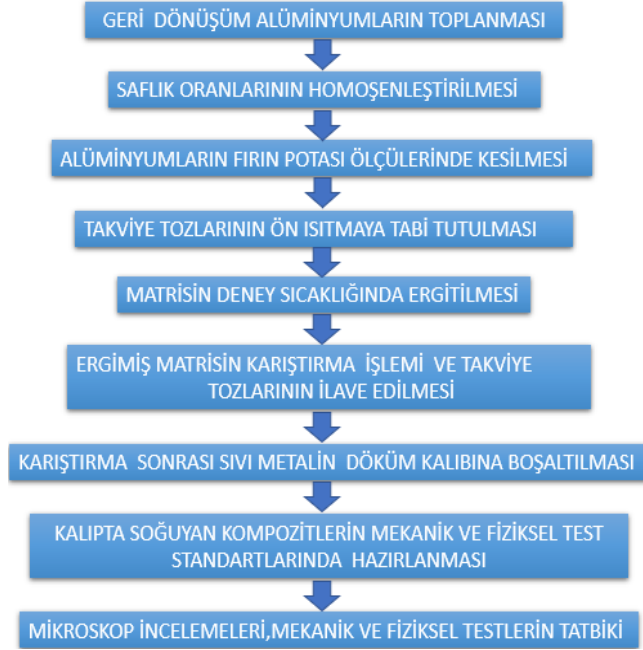 GERİ DÖNÜŞÜM ALÜMİNYUMLARIN TOPLANMASI
SAFLIK ORANLARININ HOMOŞENLEŞTİRİLMESİ
ALÜMİNYUMLARIN FIRIN POTASI ÖLÇÜLERİNDE KESİLMESİ
TAKVİYE TOZLARININ ÖN ISITMAYA TABİ TUTULMASI
MATRİSİN DENEY SICAKLIĞINDA ERGİTİLMESİ
ERGİMİŞ MATRİSİN KARIŞTIRMA İŞLEMİ VE TAKVİYE
TOZLARININ İLAVE EDİLMESİ
KARIŞTIRMA SONRASI SIVI METALİN DÖKÜM KALIBINA BOŞALTILMASI
KALIPTA SOĞUYAN KOMPOZİTLERİN MEKANİK VE FİZİKSEL TEST
STANDARTLARINDA HAZIRLANMASI
MİKROSKOP İNCELEMELERİ,MEKANİK VE FİZİKSEL TESTLERİN TATBİKİ